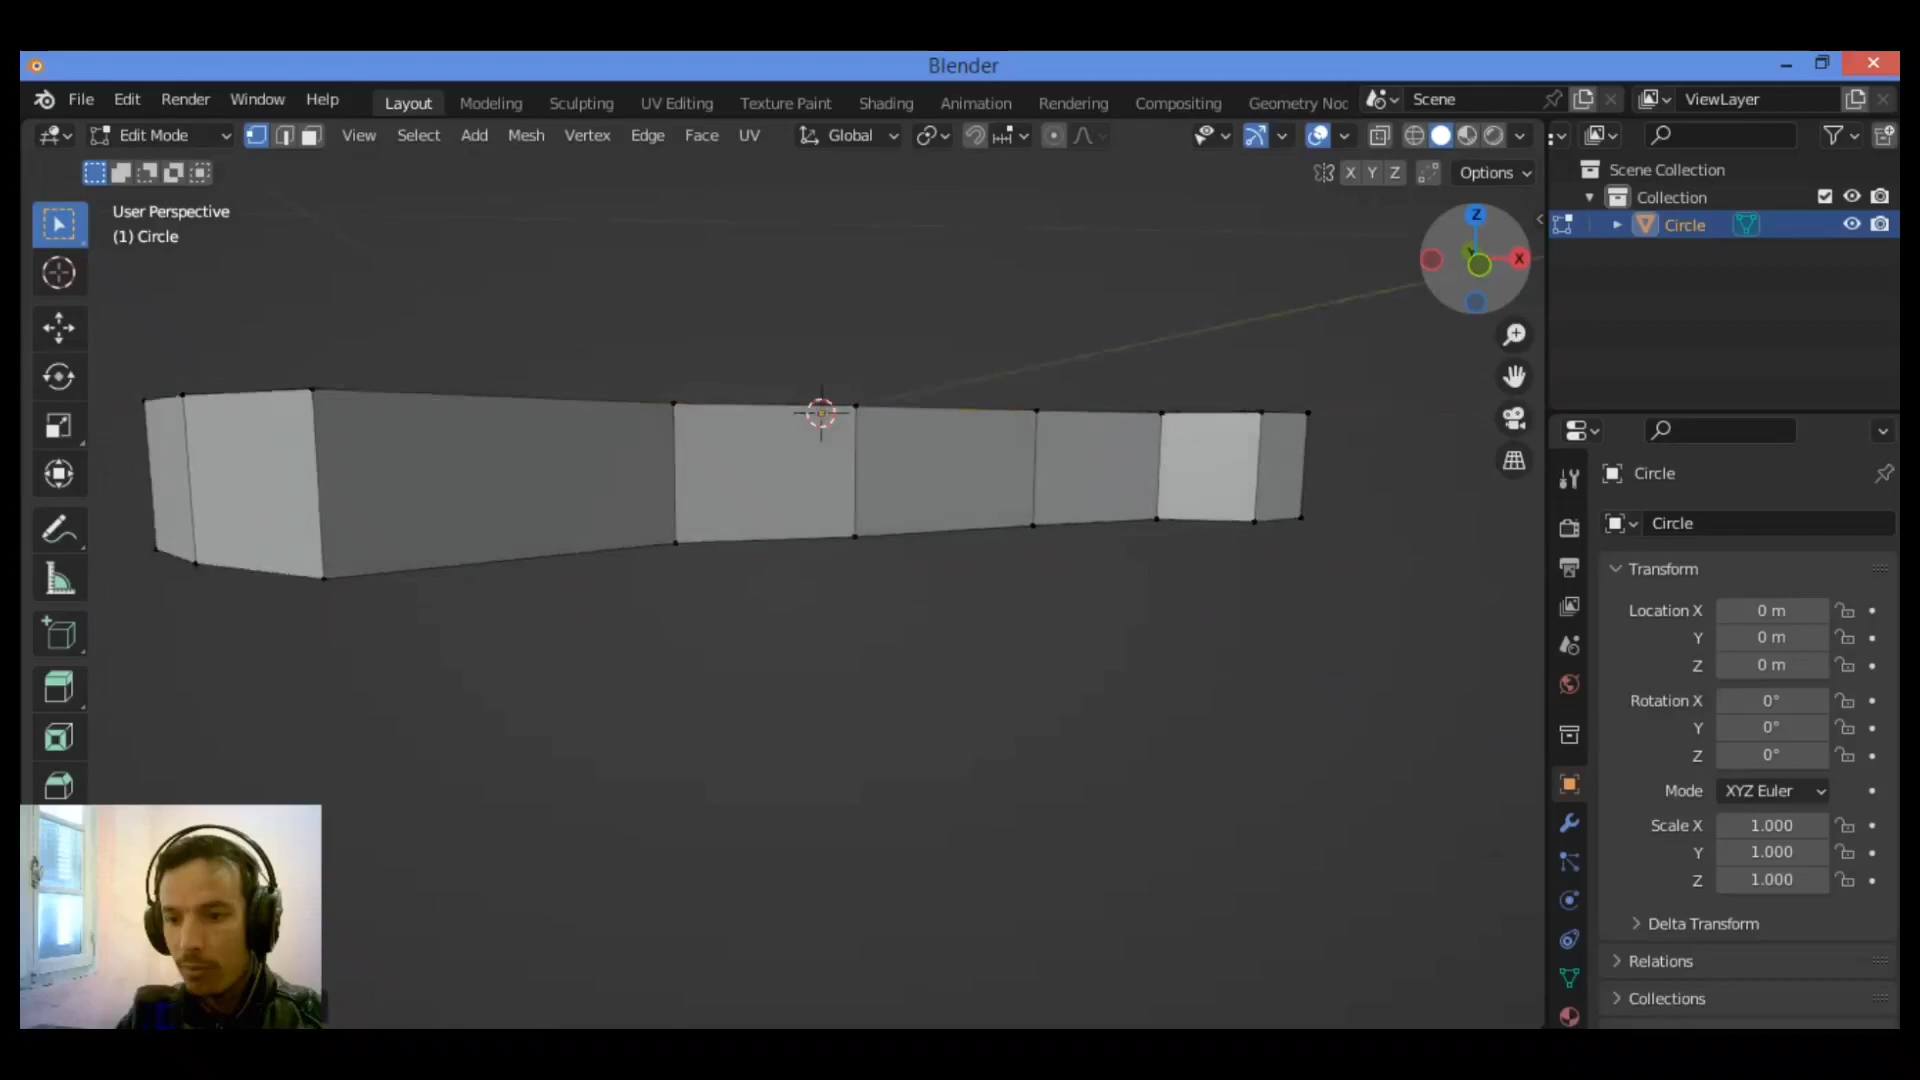 Blender
File Edit Render Window Help Layout Modeling Sculpting UV Editing Texture Paint Shading Animation Rendering Compositing Geometry Noc Scene ViewLayer
Edit Mode View Select Add Mesh Vertex Edge Face UV Global
X Y Z Options
User Perspective
(1) Circle
Z
Y
X
Scene Collection
Collection
Circle
Circle
Circle
Transform
Location X 0 m
Y 0 m
Z 0 m
Rotation X 0°
Y 0°
Z 0°
Mode XYZ Euler
Scale X 1.000
Y 1.000
Z 1.000
Delta Transform
Relations
Collections